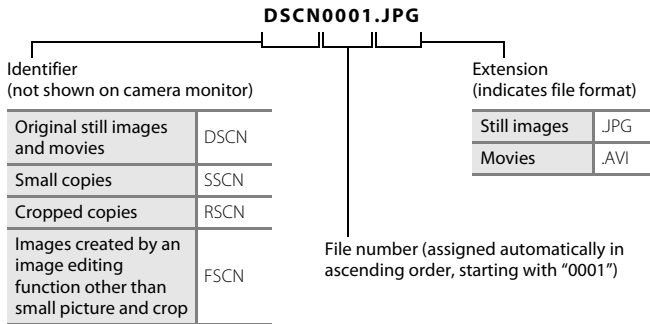 DSCN0001.JPG
Identifier
(not shown on camera monitor)
Original still images
and movies
DSCN
Small copies
SSCN
Cropped copies
RSCN
Images created by an
image editing
function other than
small picture and crop
FSCN
File number (assigned automatically in
ascending order, starting with “0001”)
Extension
(indicates file format)
Still images
.JPG
Movies
.AVI